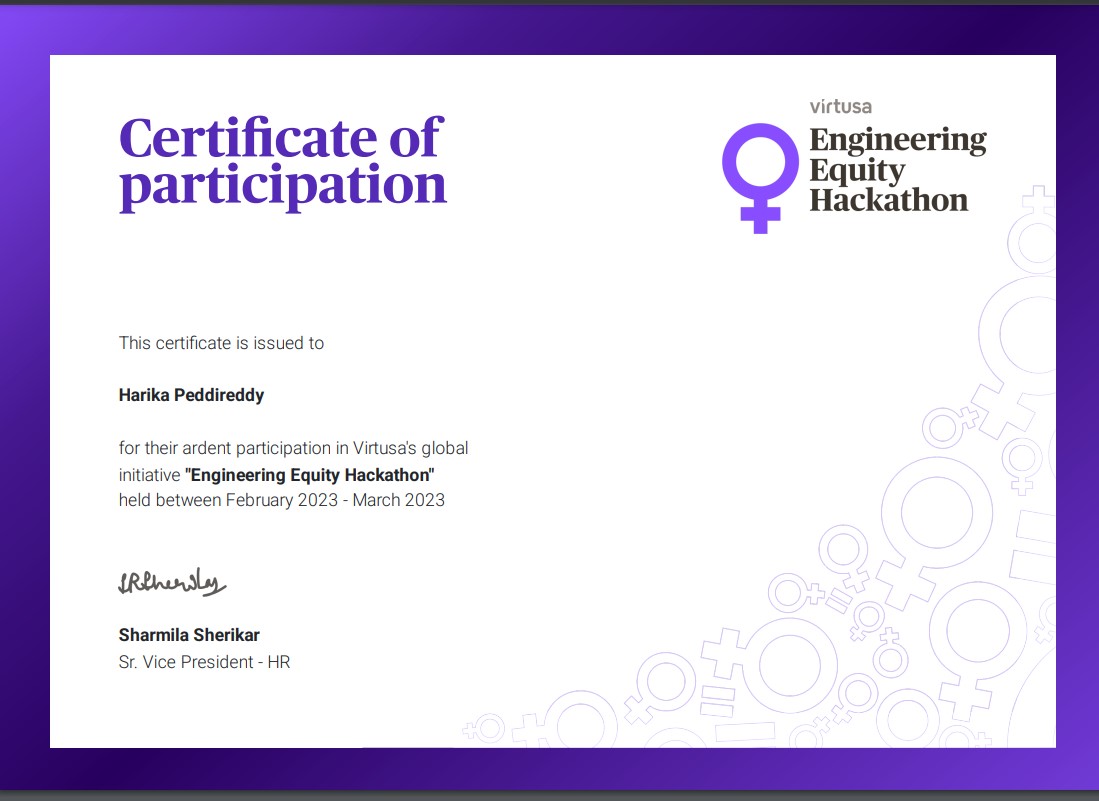 Certificate of
participation
virtusa
Engineering
Equity
Hackathon
This certificate is issued to
Harika Peddireddy
for their ardent participation in Virtusa's global
initiative "Engineering Equity Hackathon"
held between February 2023 - March 2023
Sharmila Sherikar
Sr. Vice President - HR